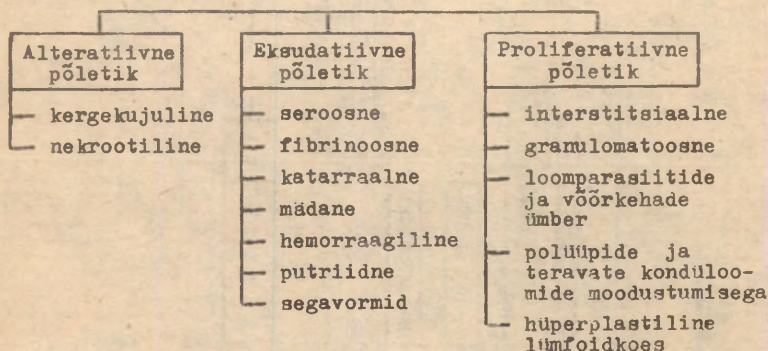 Alteratiivne
põletik
kergekujuline
nekrootiline
Eksudatiivne
põletik
seroosne
fibrinoosne
katarraalne
mädane
hemorraagiline
putriidne
segavormid
Proliferatiivne
põletik
interstitsiaalne
granulomatoosne
loomparasiitide
ja võõrkehade
ümber
polüüpide ja
teravate kondüloo-
mide moodustumisega
hüperplastiline
lümfoidkoes